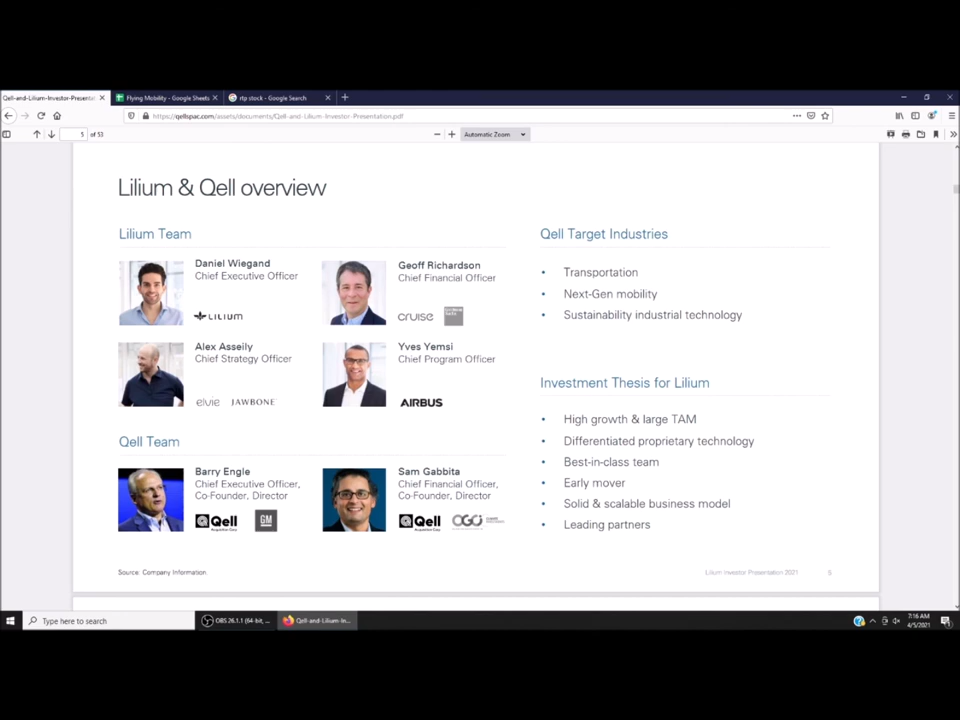 Qell-and-Lilium-Investor-Presenta
Flying Mobility - Google Sheets
rtp stock - Google Search
https://qellspac.com/assets/documents/Qell-and-Lilium-Investor-Presentation.pdf
5 of 53
Automatic Zoom
Lilium & Qell overview
Lilium Team
Daniel Wiegand
Chief Executive Officer
LILIUM
Geoff Richardson
Chief Financial Officer
cruise
Alex Asseily
Chief Strategy Officer
elvie JAWBONE
Yves Yemsi
Chief Program Officer
AIRBUS
Qell Team
Barry Engle
Chief Executive Officer,
Co-Founder, Director
Qell
GM
Sam Gabbita
Chief Financial Officer,
Co-Founder, Director
Qell
OGCI
Qell Target Industries
• Transportation
• Next-Gen mobility
• Sustainability industrial technology
Investment Thesis for Lilium
• High growth & large TAM
• Differentiated proprietary technology
• Best-in-class team
• Early mover
• Solid & scalable business model
• Leading partners
Source: Company Information
Lilium Investor Presentation 2021 5
Type here to search
OBS 26.1.1 (64-bit, ...
Qell-and-Lilium-In...
7:16 AM
4/5/2021